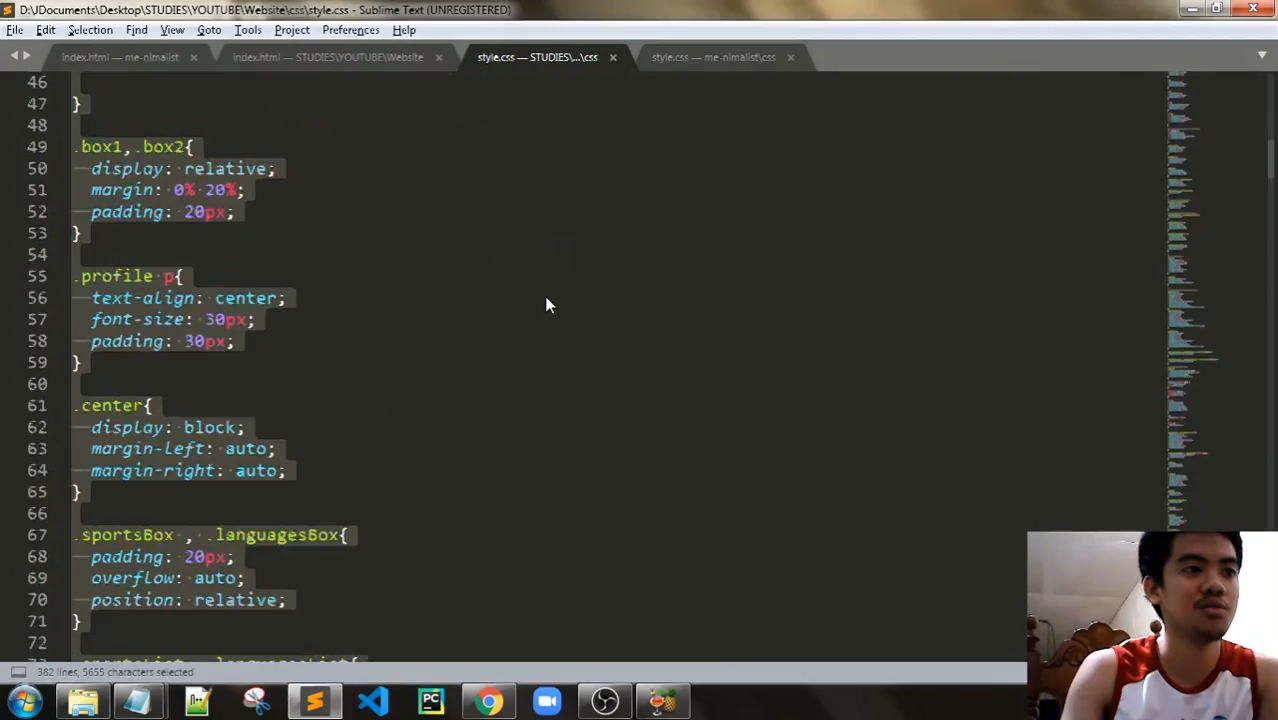 D:\JDocuments\Desktop\STUDIES\YOUTUBE\Website\css\style.css - Sublime Text (UNREGISTERED)
File Edit Selection Find View Goto Tools Project Preferences Help
index.html — me-nimalist index.html — STUDIES\YOUTUBE\Website style.css — STUDIES\...\css style.css — me-nimalist\css
46
47 }
48
49 .box1,.box2{
50 display: relative;
51 margin: 0% 20%;
52 padding: 20px;
53 }
54
55 .profile p{
56 text-align: center;
57 font-size: 30px;
58 padding: 30px;
59 }
60
61 .center{
62 display: block;
63 margin-left: auto;
64 margin-right: auto;
65 }
66
67 .sportsBox , .languagesBox{
68 padding: 20px;
69 overflow: auto;
70 position: relative;
71 }
72
382 lines, 5655 characters selected
PC